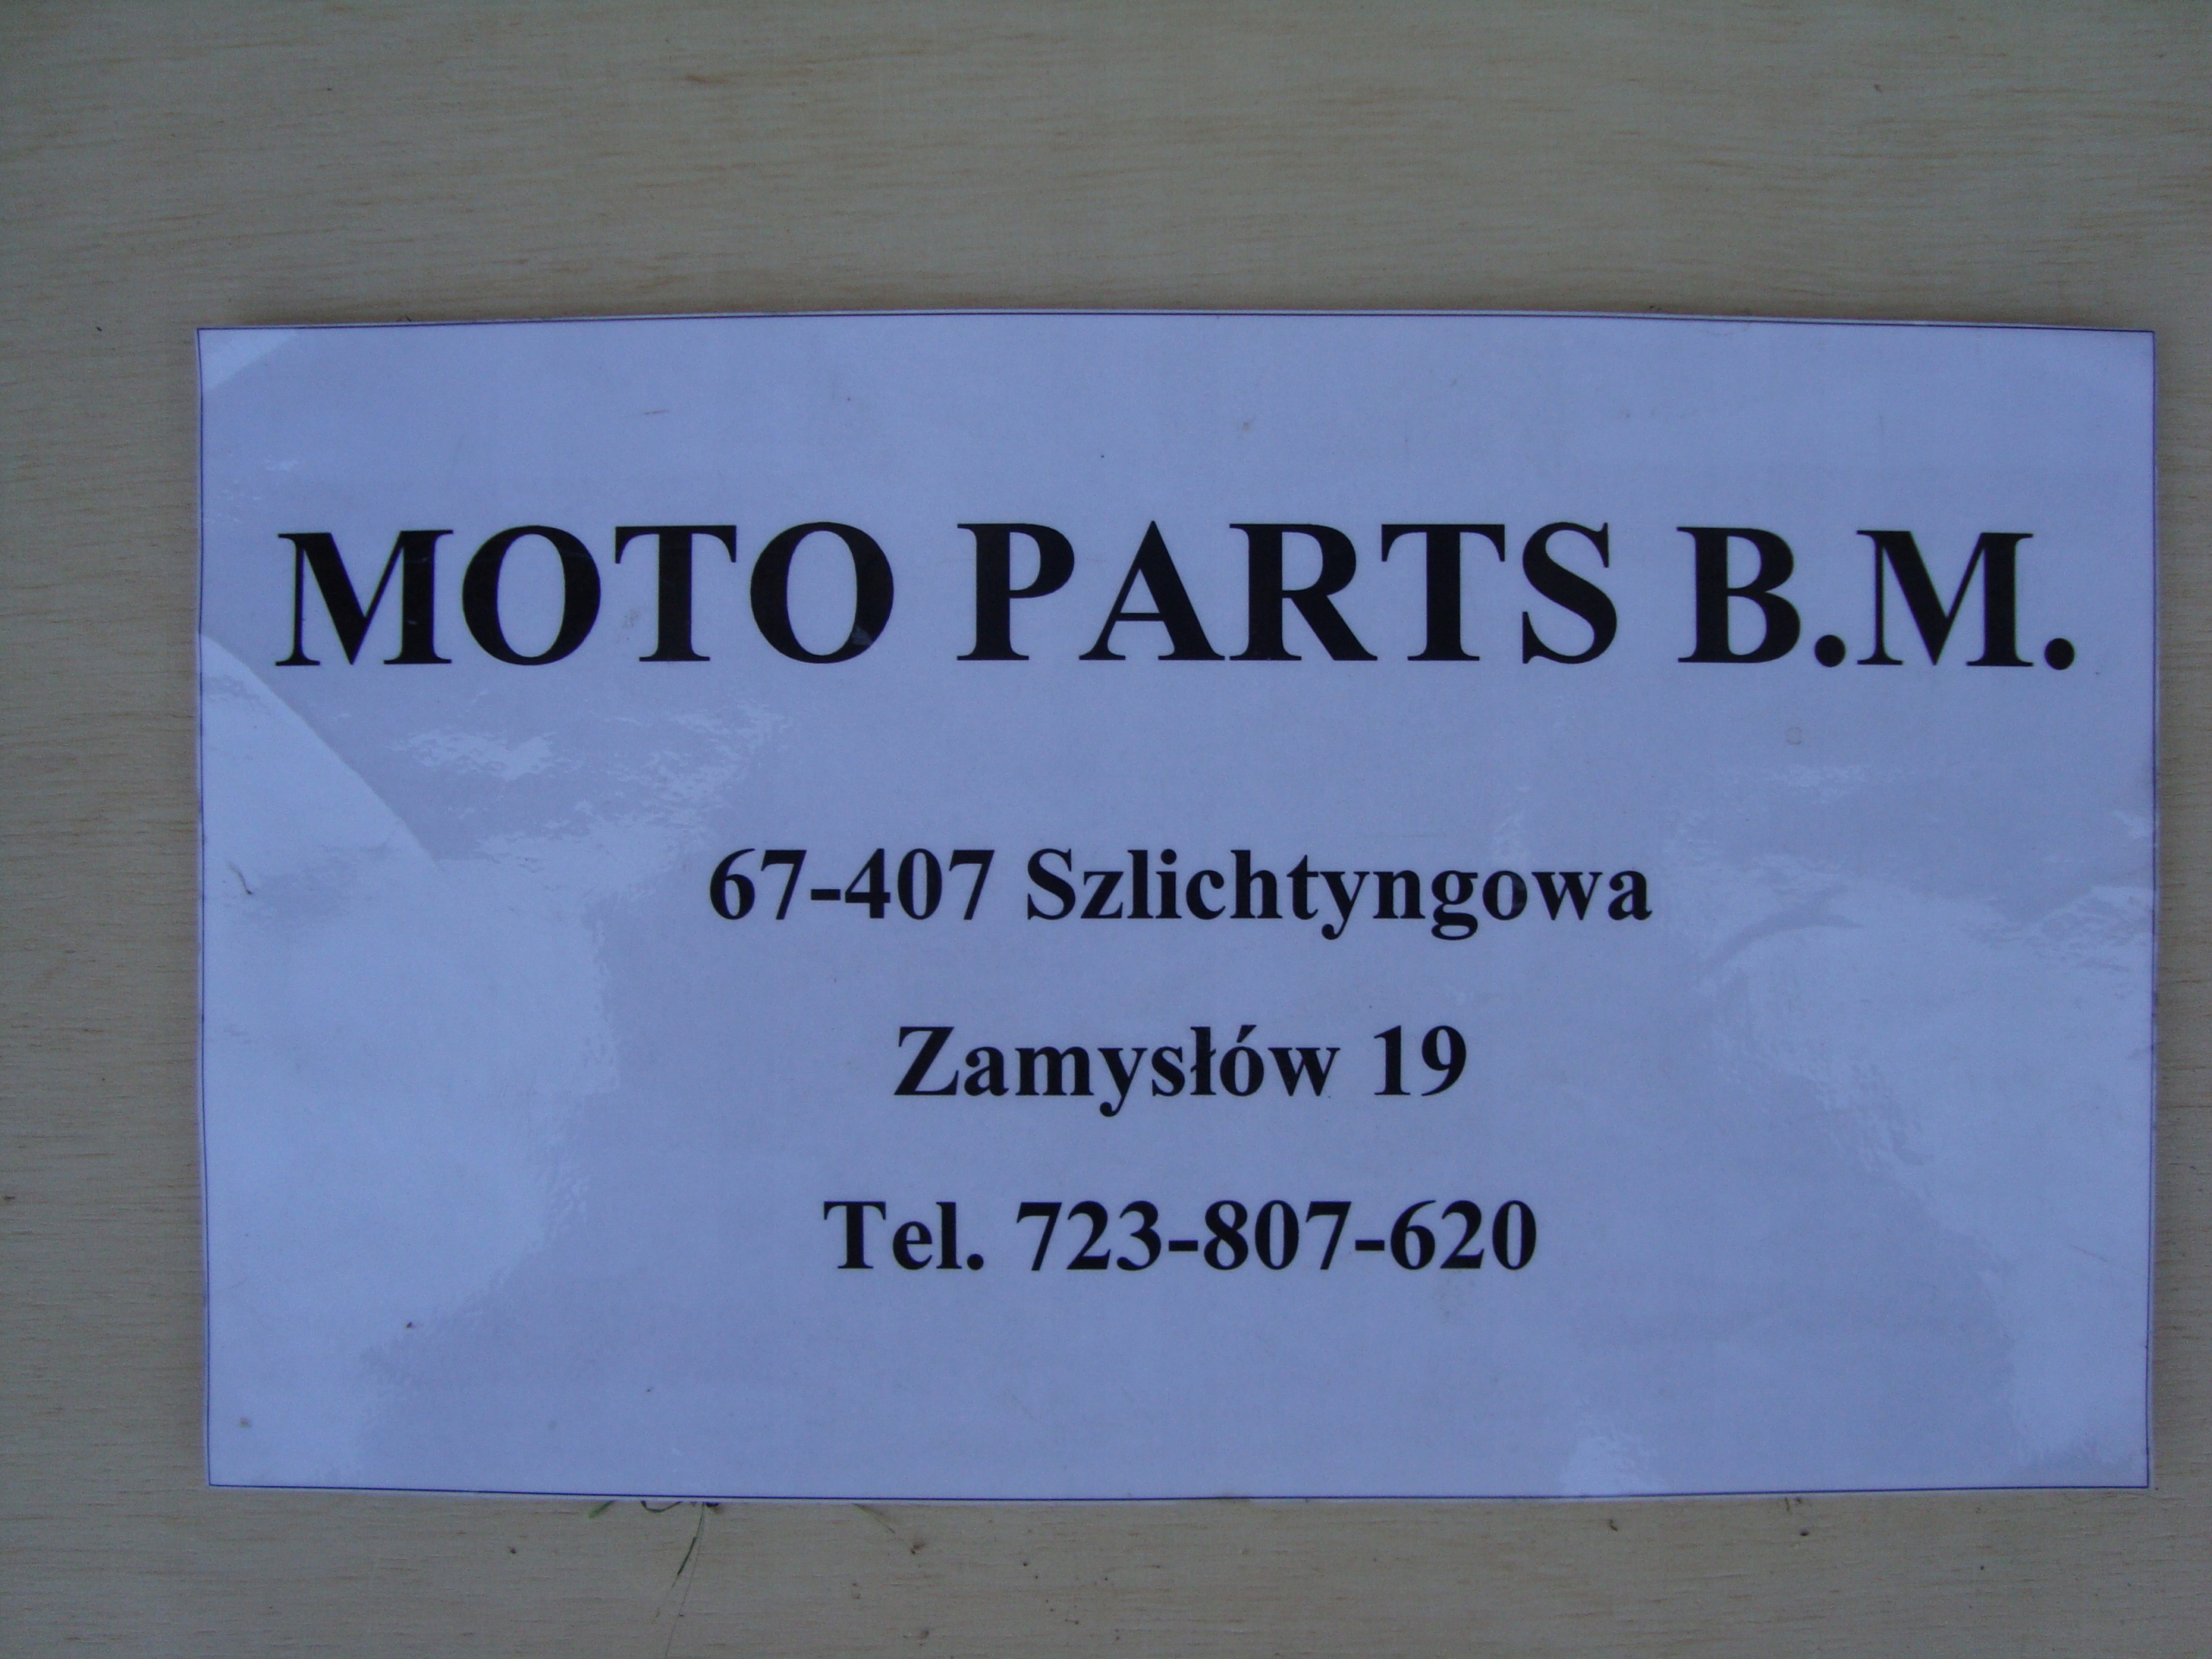 MOTO PARTS B.M.
67-407 Szlichtyngowa
Zamysłów 19
Tel. 723-807-620